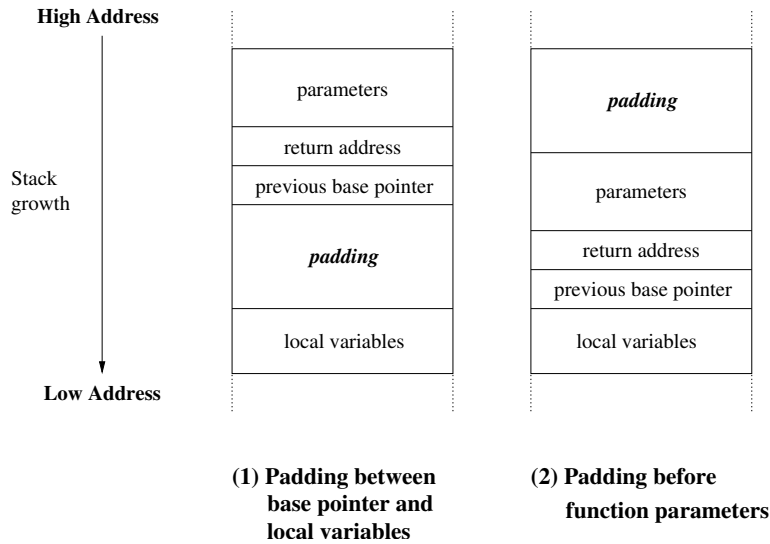 High Address
Stack
growth
Low Address
parameters
return address
previous base pointer
padding
local variables
(1) Padding between
base pointer and
local variables
padding
parameters
return address
previous base pointer
local variables
(2) Padding before
function parameters